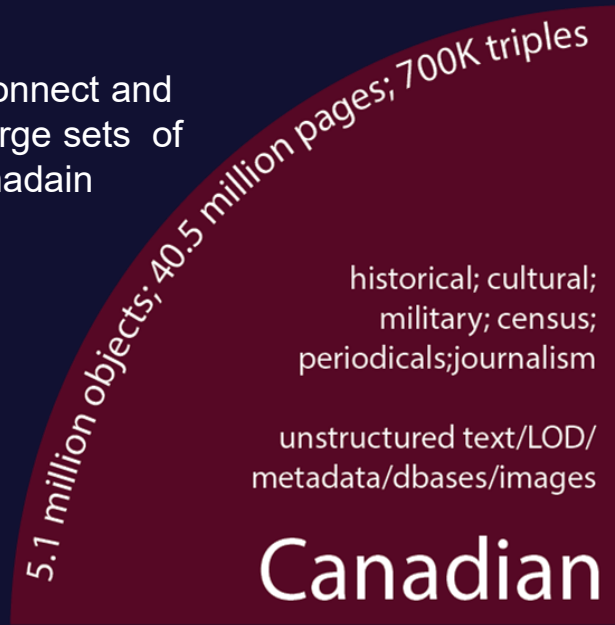 onnect and
rge sets of
nadain
5.1 million objects; 40.5 million pages; 700K triples
historical; cultural;
military; census;
periodicals;journalism
unstructured text/LOD/
metadata/dbases/images
Canadian